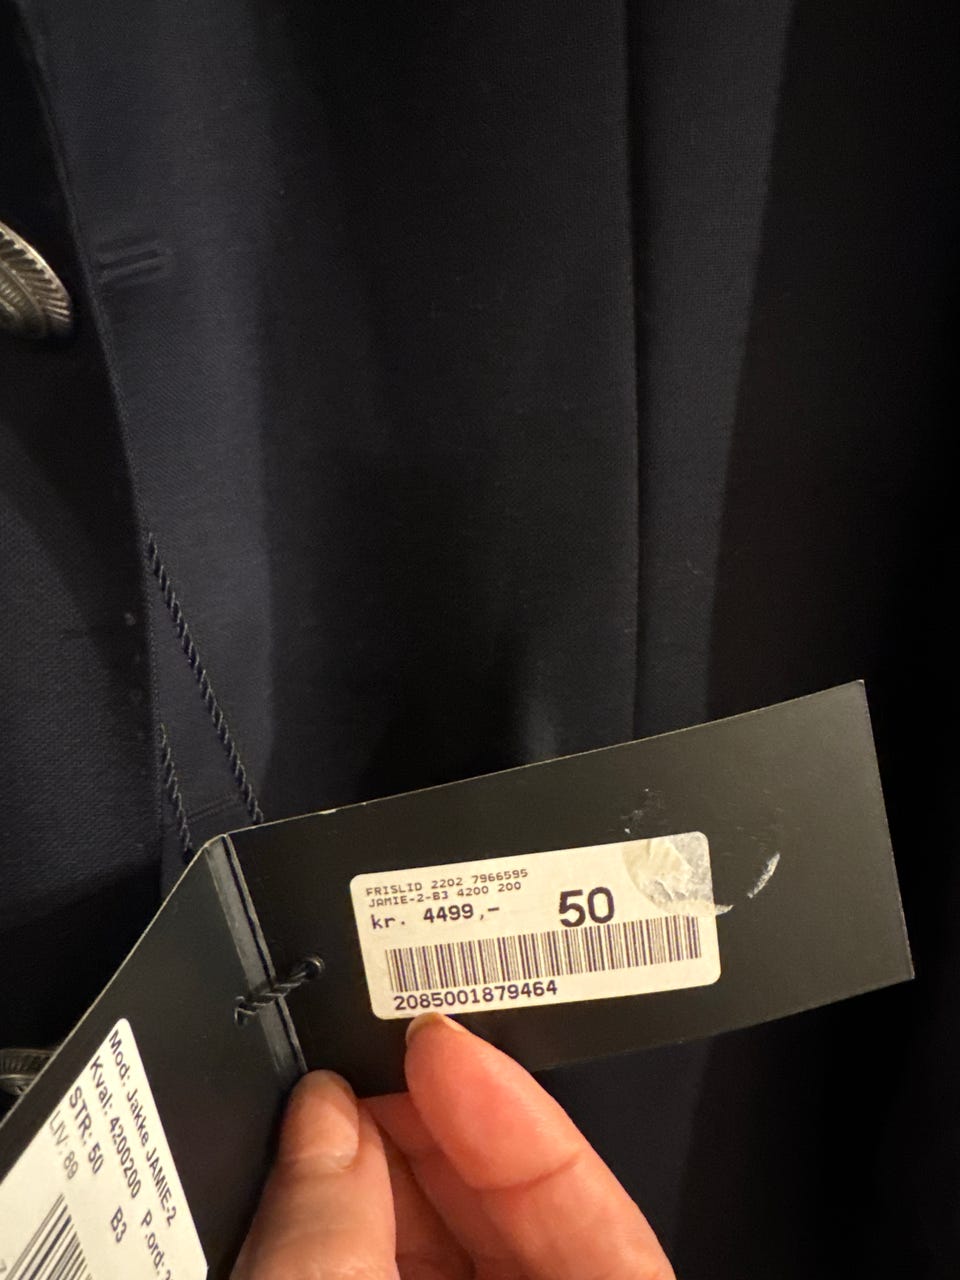 FRISLID 2202 7966595
JAMIE-2-B3 4200 200
kr. 4499,- 50
2085001879464
Mod: Jakke JAMIE-2
Kval: 4200200 P.ord:
STR: 50 B3
LIV: 89